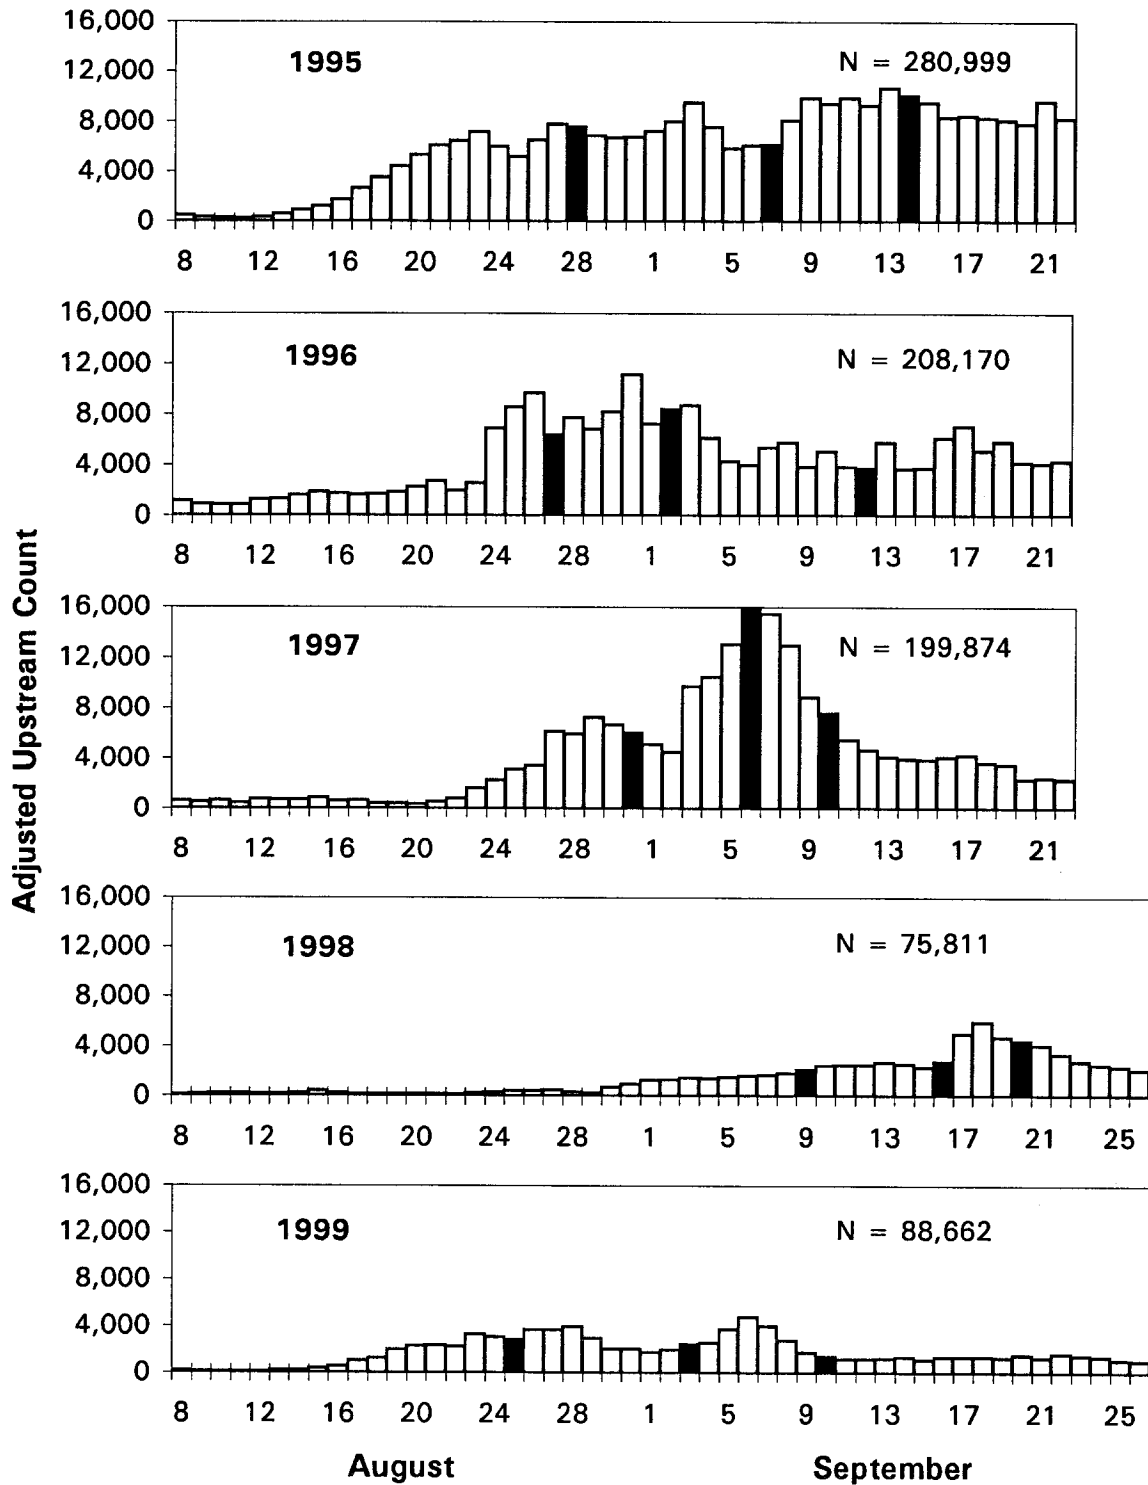 Adjusted Upstream Count
16,000
12,000
8,000
4,000
0
1995
N = 280,999
8 12 16 20 24 28 1 5 9 13 17 21
16,000
12,000
8,000
4,000
0
1996
N = 208,170
8 12 16 20 24 28 1 5 9 13 17 21
16,000
12,000
8,000
4,000
0
1997
N = 199,874
8 12 16 20 24 28 1 5 9 13 17 21
16,000
12,000
8,000
4,000
0
1998
N = 75,811
8 12 16 20 24 28 1 5 9 13 17 21 25
16,000
12,000
8,000
4,000
0
1999
N = 88,662
8 12 16 20 24 28 1 5 9 13 17 21 25
August September